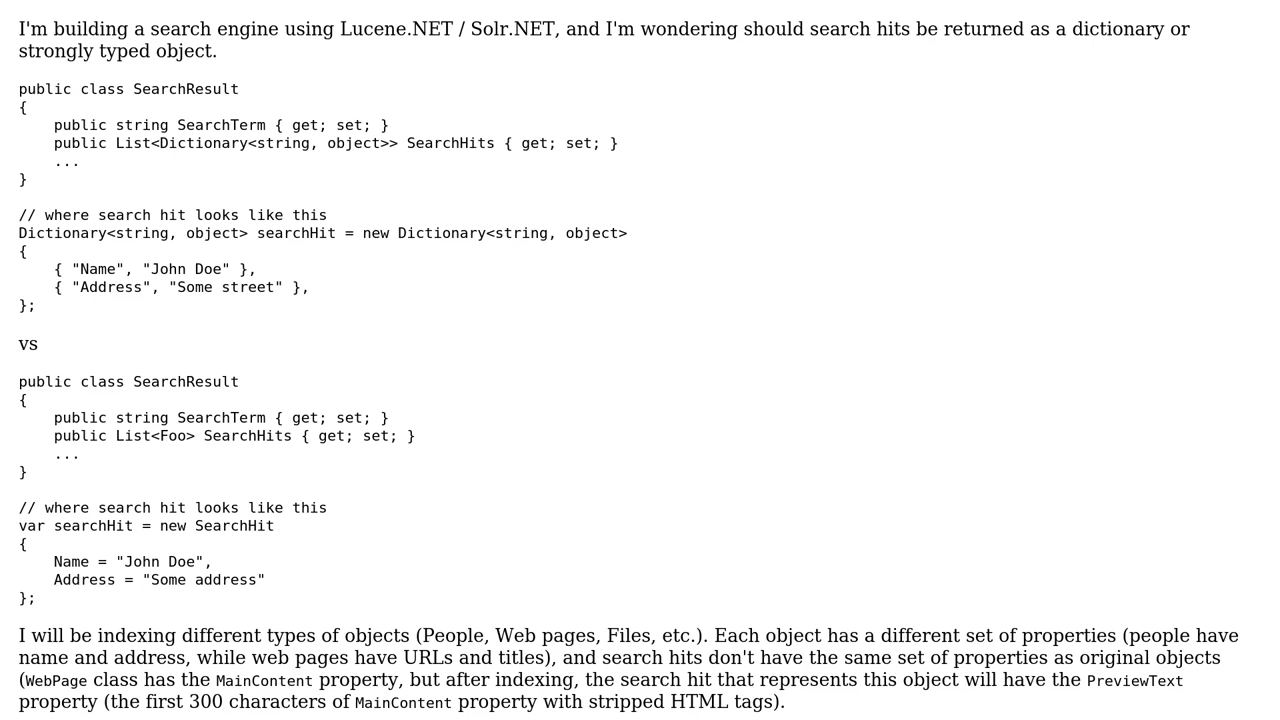 I'm building a search engine using Lucene.NET / Solr.NET, and I'm wondering should search hits be returned as a dictionary or
strongly typed object.
public class SearchResult
{
    public string SearchTerm { get; set; }
    public List<Dictionary<string, object>> SearchHits { get; set; }
    ...
}
// where search hit looks like this
Dictionary<string, object> searchHit = new Dictionary<string, object>
{
    { "Name", "John Doe" },
    { "Address", "Some street" },
};
vs
public class SearchResult
{
    public string SearchTerm { get; set; }
    public List<Foo> SearchHits { get; set; }
    ...
}
// where search hit looks like this
var searchHit = new SearchHit
{
    Name = "John Doe",
    Address = "Some address"
};
I will be indexing different types of objects (People, Web pages, Files, etc.). Each object has a different set of properties (people have
name and address, while web pages have URLs and titles), and search hits don't have the same set of properties as original objects
(WebPage class has the MainContent property, but after indexing, the search hit that represents this object will have the PreviewText
property (the first 300 characters of MainContent property with stripped HTML tags).